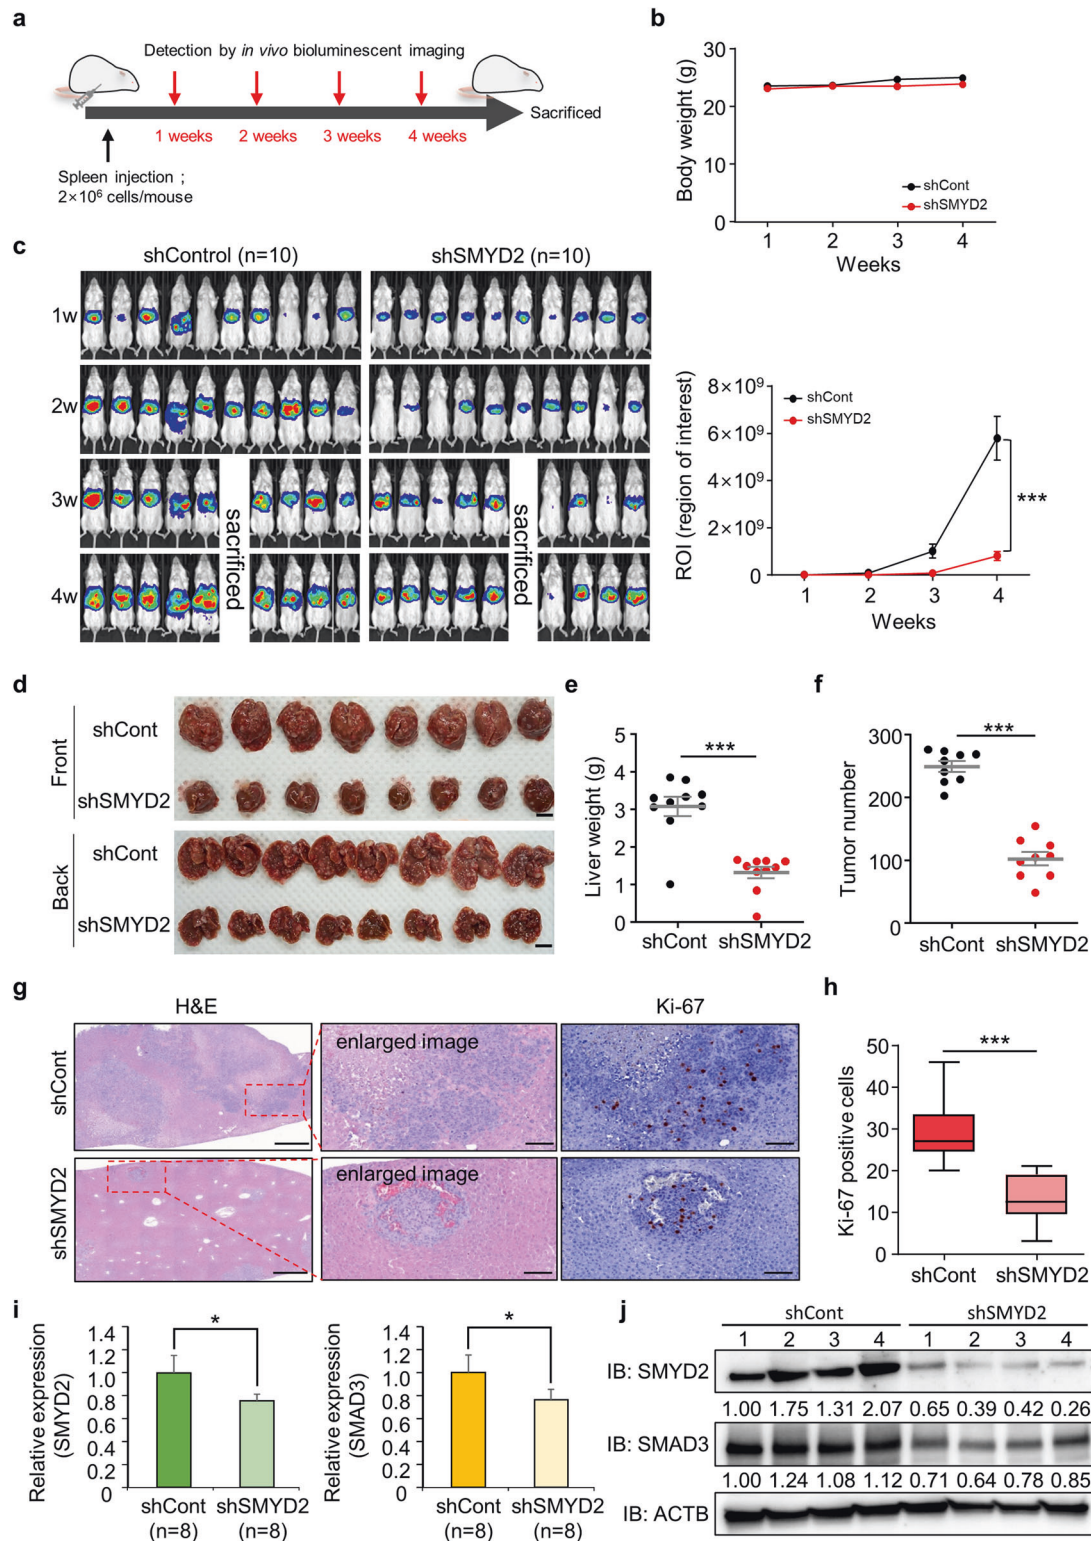 a
Detection by in vivo bioluminescent imaging
Sacrificed
1 weeks 2 weeks 3 weeks 4 weeks
Spleen injection ;
2×10⁶ cells/mouse
b
Body weight (g)
30
20
10
0
shCont
shSMYD2
1 2 3 4
Weeks
c
shControl (n=10) shSMYD2 (n=10)
1w
2w
3w
4w
sacrificed
sacrificed
ROI (region of interest)
8×10⁹
6×10⁹
4×10⁹
2×10⁹
0
shCont
shSMYD2
***
1 2 3 4
Weeks
d
Front
shCont
shSMYD2
Back
shCont
shSMYD2
e
Liver weight (g)
5
4
3
2
1
0
***
shCont shSMYD2
f
Tumor number
300
200
100
0
***
shCont shSMYD2
g
H&E Ki-67
shCont
enlarged image
shSMYD2
enlarged image
h
Ki-67 positive cells
50
40
30
20
10
0
***
shCont shSMYD2
i
Relative expression
(SMYD2)
1.4
1.2
1.0
0.8
0.6
0.4
0.2
0
*
shCont shSMYD2
(n=8) (n=8)
Relative expression
(SMAD3)
1.4
1.2
1.0
0.8
0.6
0.4
0.2
0
*
shCont shSMYD2
(n=8) (n=8)
j
shCont shSMYD2
1 2 3 4 1 2 3 4
IB: SMYD2
1.00 1.75 1.31 2.07 0.65 0.39 0.42 0.26
IB: SMAD3
1.00 1.24 1.08 1.12 0.71 0.64 0.78 0.85
IB: ACTB